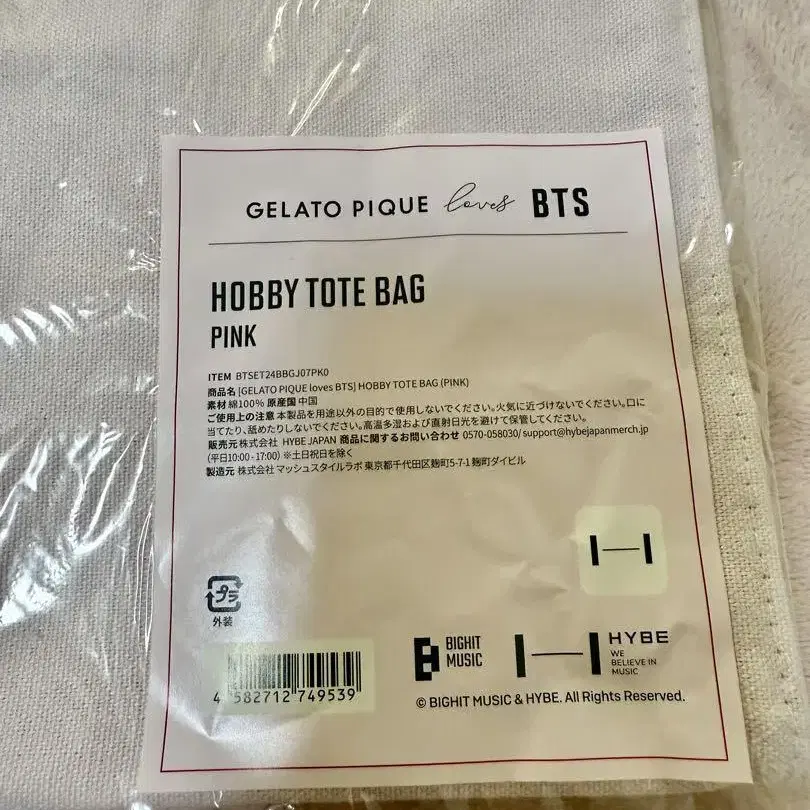 GELATO PIQUE loves BTS
HOBBY TOTE BAG
PINK
ITEM BTSET24BBGJ07PK0
商品名 [GELATO PIQUE loves BTS] HOBBY TOTE BAG (PINK)
素材 綿100% 原産国 中国
ご使用上の注意 本製品を用途以外の目的で使用しないでください。火気に近づけないでください。口に
当てたり、舐めたりしないでください。高温多湿および直射日光を避けて保管してください。
販売元 株式会社 HYBE JAPAN 商品に関するお問い合わせ 0570-058030/ support@hybejapanmerch.jp
(平日10:00 - 17:00) ※土日祝日を除く
製造元 株式会社 マッシュスタイルラボ 東京都千代田区麹町5-7-1 麹町ダイビル
プラ
外装
4 582712 749539
BIGHIT
MUSIC
HYBE
WE
BELIEVE IN
MUSIC
© BIGHIT MUSIC & HYBE. All Rights Reserved.